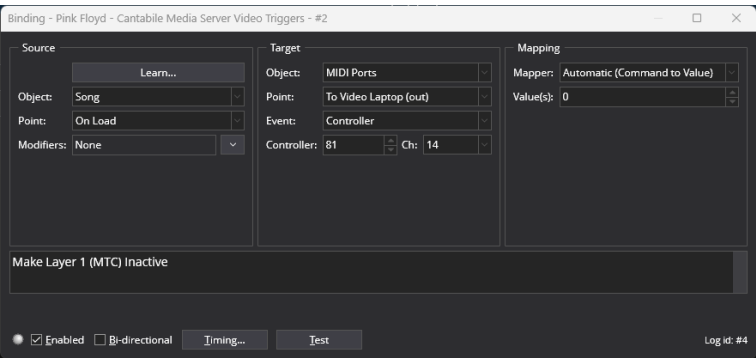 Binding - Pink Floyd - Cantabile Media Server Video Triggers - #2
Source
Learn...
Object: Song
Point: On Load
Modifiers: None
Target
Object: MIDI Ports
Point: To Video Laptop (out)
Event: Controller
Controller: 81 Ch: 14
Mapping
Mapper: Automatic (Command to Value)
Value(s): 0
Make Layer 1 (MTC) Inactive
Enabled Bi-directional Timing... Test Log id: #4